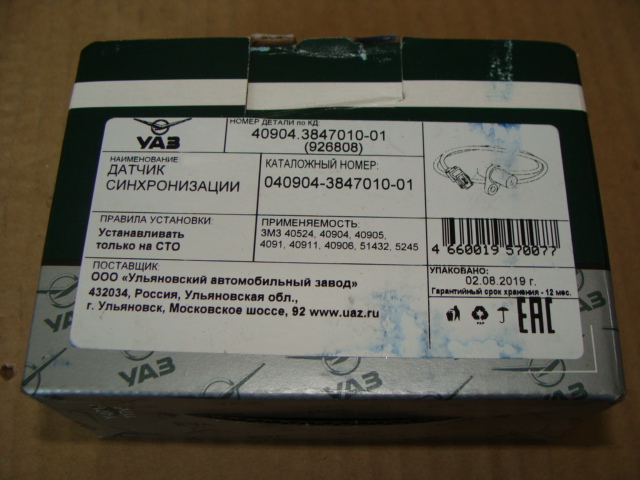 УАЗ
НОМЕР ДЕТАЛИ по КД:
40904.3847010-01
(926808)
НАИМЕНОВАНИЕ
ДАТЧИК
СИНХРОНИЗАЦИИ
КАТАЛОЖНЫЙ НОМЕР:
040904-3847010-01
ПРАВИЛА УСТАНОВКИ:
Устанавливать
только на СТО
ПРИМЕНЯЕМОСТЬ:
ЗМЗ 40524, 40904, 40905,
4091, 40911, 40906, 51432, 5245
4 660019 570077
ПОСТАВЩИК:
ООО «Ульяновский автомобильный завод»
432034, Россия, Ульяновская обл.,
г. Ульяновск, Московское шоссе, 92 www.uaz.ru
УПАКОВАНО:
02.08.2019 г.
Гарантийный срок хранения - 12 мес.
ЕАС
УАЗ
УАЗ